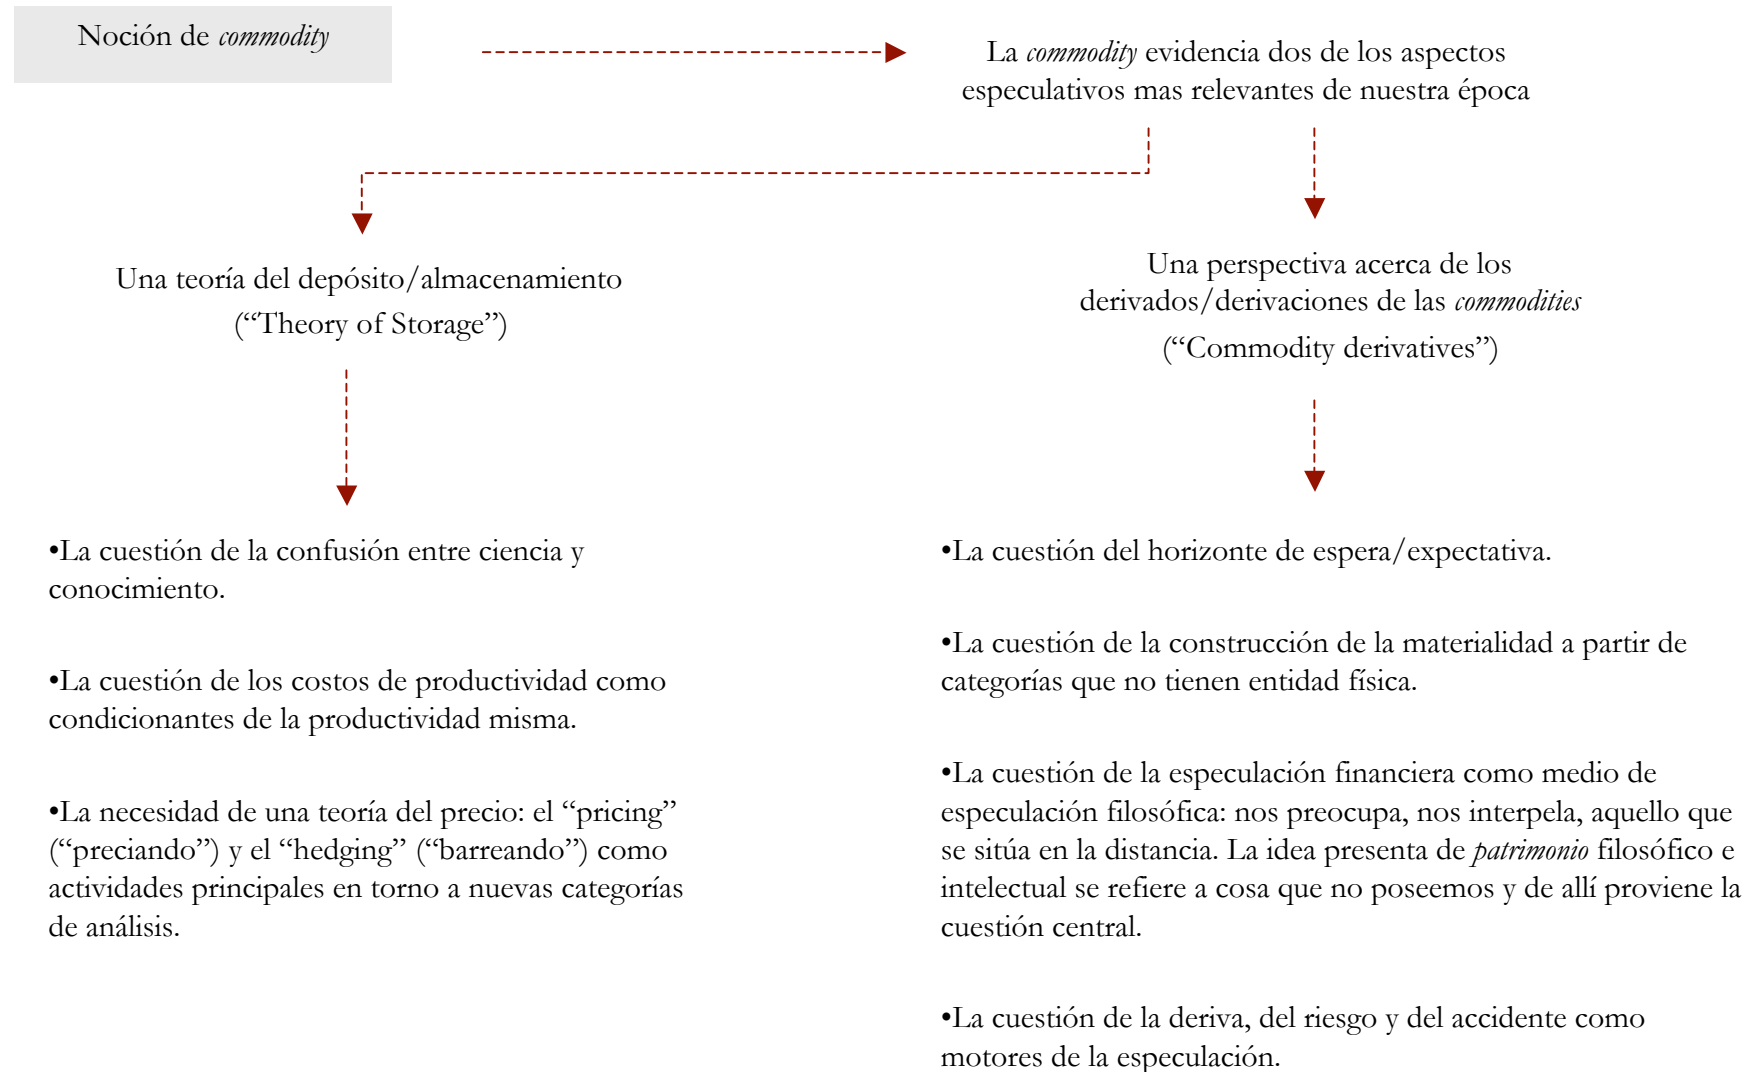 Noción de commodity
La commodity evidencia dos de los aspectos
especulativos mas relevantes de nuestra época
Una teoría del depósito/almacenamiento
(“Theory of Storage”)
Una perspectiva acerca de los
derivados/derivaciones de las commodities
(“Commodity derivatives”)
•La cuestión de la confusión entre ciencia y
conocimiento.
•La cuestión de los costos de productividad como
condicionantes de la productividad misma.
•La necesidad de una teoría del precio: el “pricing”
(“preciando”) y el “hedging” (“barreando”) como
actividades principales en torno a nuevas categorías
de análisis.
•La cuestión del horizonte de espera/expectativa.
•La cuestión de la construcción de la materialidad a partir de
categorías que no tienen entidad física.
•La cuestión de la especulación financiera como medio de
especulación filosófica: nos preocupa, nos interpela, aquello que
se sitúa en la distancia. La idea presenta de patrimonio filosófico e
intelectual se refiere a cosa que no poseemos y de allí proviene la
cuestión central.
•La cuestión de la deriva, del riesgo y del accidente como
motores de la especulación.